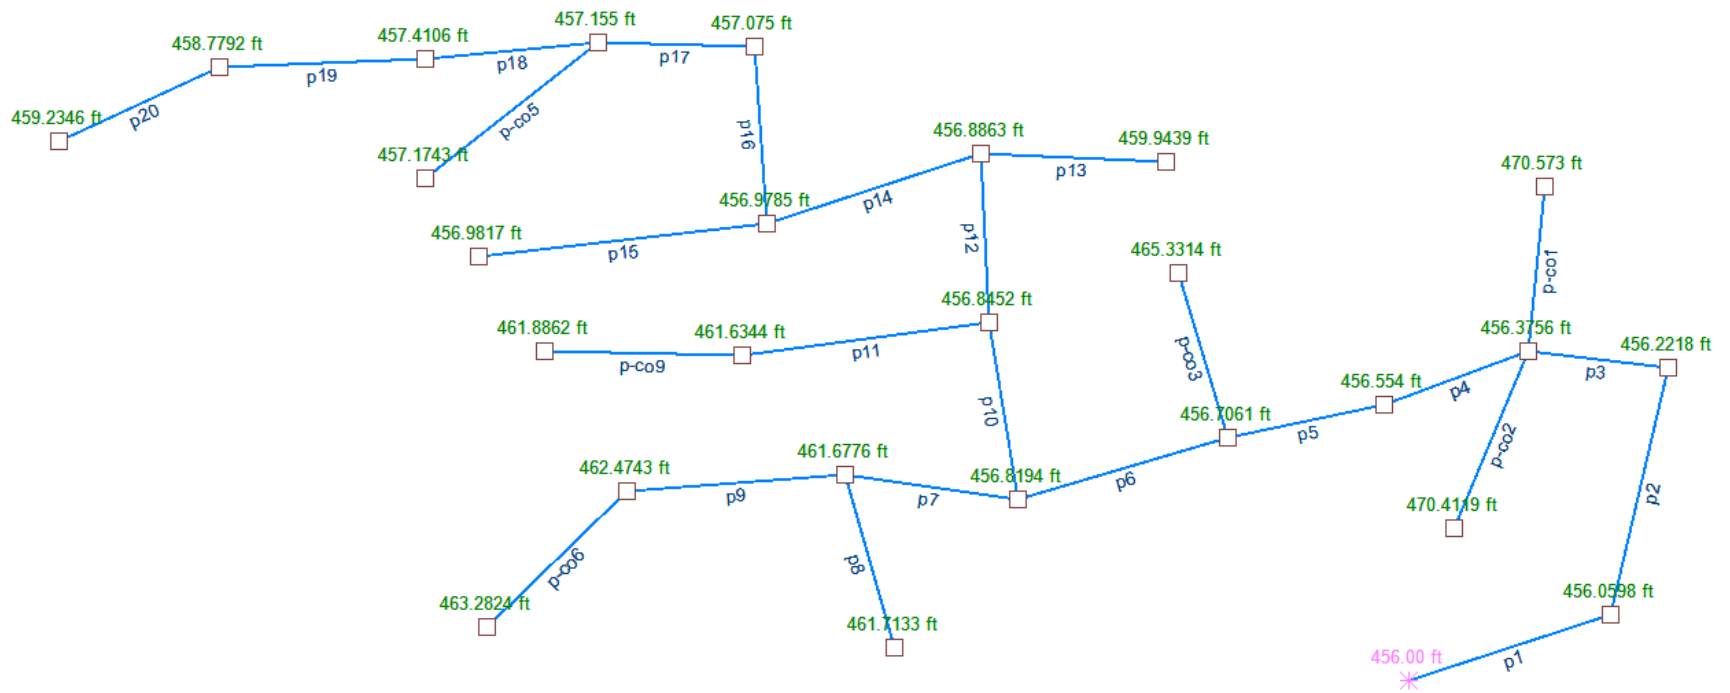 457.155 ft
457.075 ft
458.7792 ft
457.4106 ft
p19
p18
p17
459.2346 ft
p20
p-co5
p16
456.8863 ft
459.9439 ft
457.1743 ft
p13
470.573 ft
456.9785 ft
p14
456.9817 ft
p15
p12
465.3314 ft
p-co1
456.8452 ft
461.8862 ft
461.6344 ft
p11
p-co9
p-co3
456.3756 ft
456.2218 ft
p3
456.554 ft
p4
p10
456.7061 ft
p5
p-co2
461.6776 ft
462.4743 ft
456.8194 ft
p6
p9
p7
p2
470.4119 ft
p8
p-co6
463.2824 ft
461.7133 ft
456.0598 ft
456.00 ft
p1